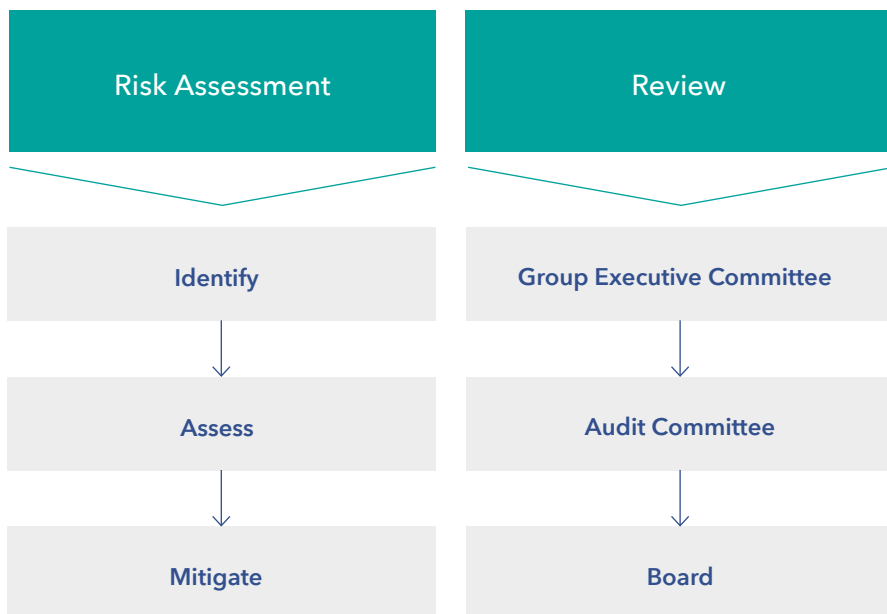 Risk Assessment
Identify
Assess
Mitigate
Review
Group Executive Committee
Audit Committee
Board